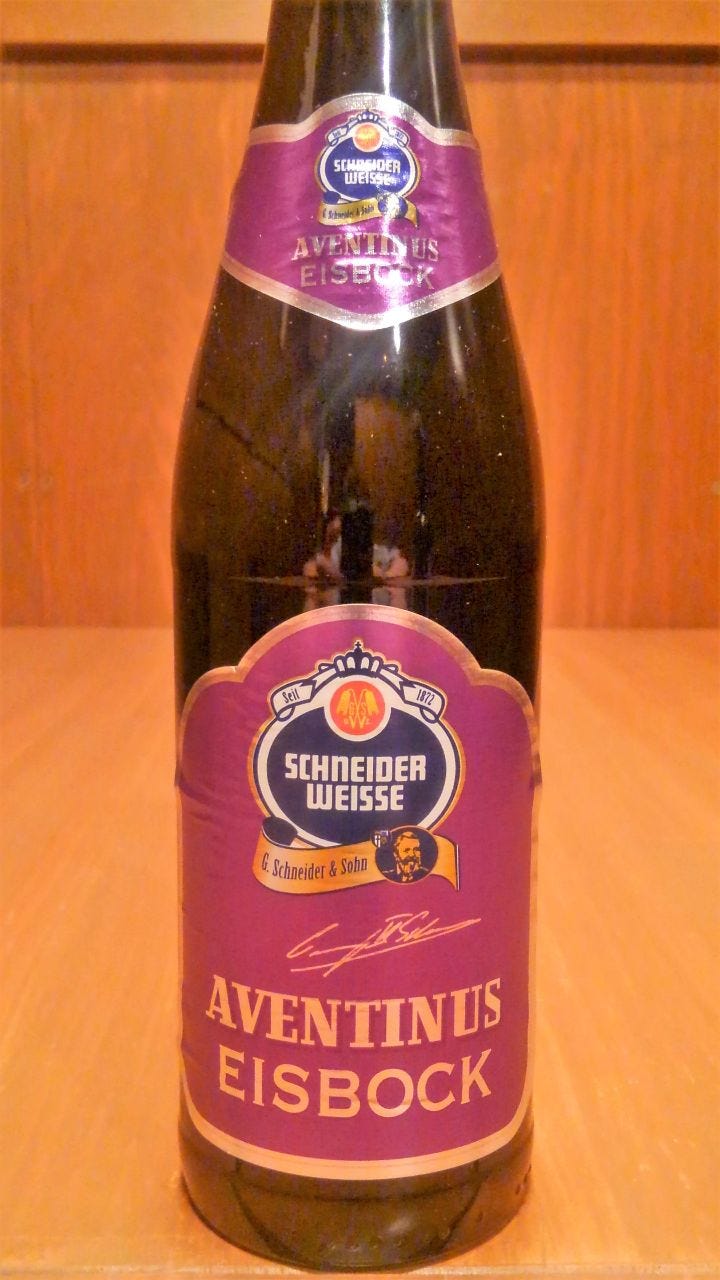 SCHNEIDER
WEISSE
G. Schneider & Sohn
AVENTINUS
EISBOCK
Seit 1872
SCHNEIDER
WEISSE
G. Schneider & Sohn
AVENTINUS
EISBOCK